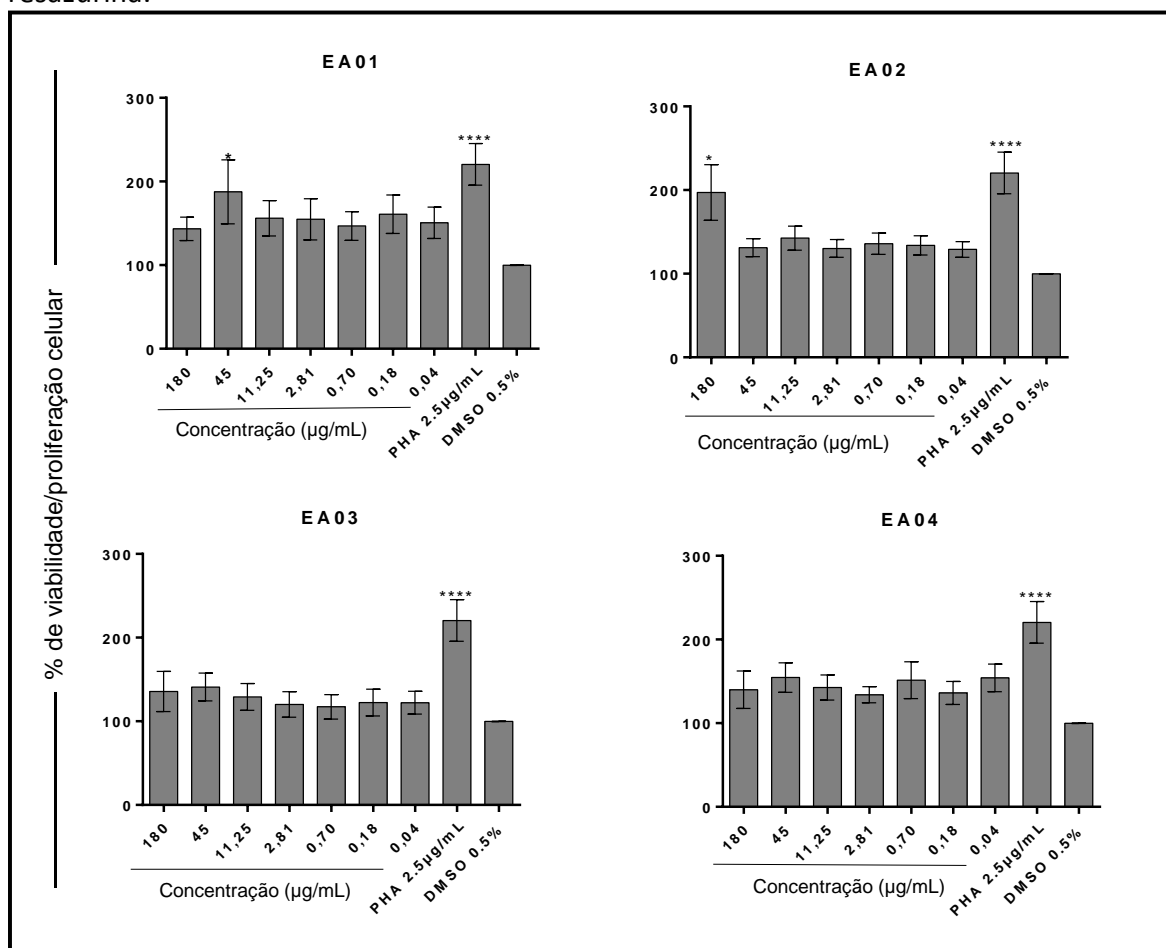 resazurina.
% de viabilidade/proliferação celular
EA01
300
200
100
0
*
****
180
45
11,25
2,81
0,70
0,18
0,04
PHA 2.5µg/mL
DMSO 0.5%
Concentração (µg/mL)
EA02
300
200
100
0
*
****
180
45
11,25
2,81
0,70
0,18
0,04
PHA 2.5µg/mL
DMSO 0.5%
Concentração (µg/mL)
EA03
300
200
100
0
****
180
45
11,25
2,81
0,70
0,18
0,04
PHA 2.5µg/mL
DMSO 0.5%
Concentração (µg/mL)
EA04
300
200
100
0
****
180
45
11,25
2,81
0,70
0,18
0,04
PHA 2.5µg/mL
DMSO 0.5%
Concentração (µg/mL)